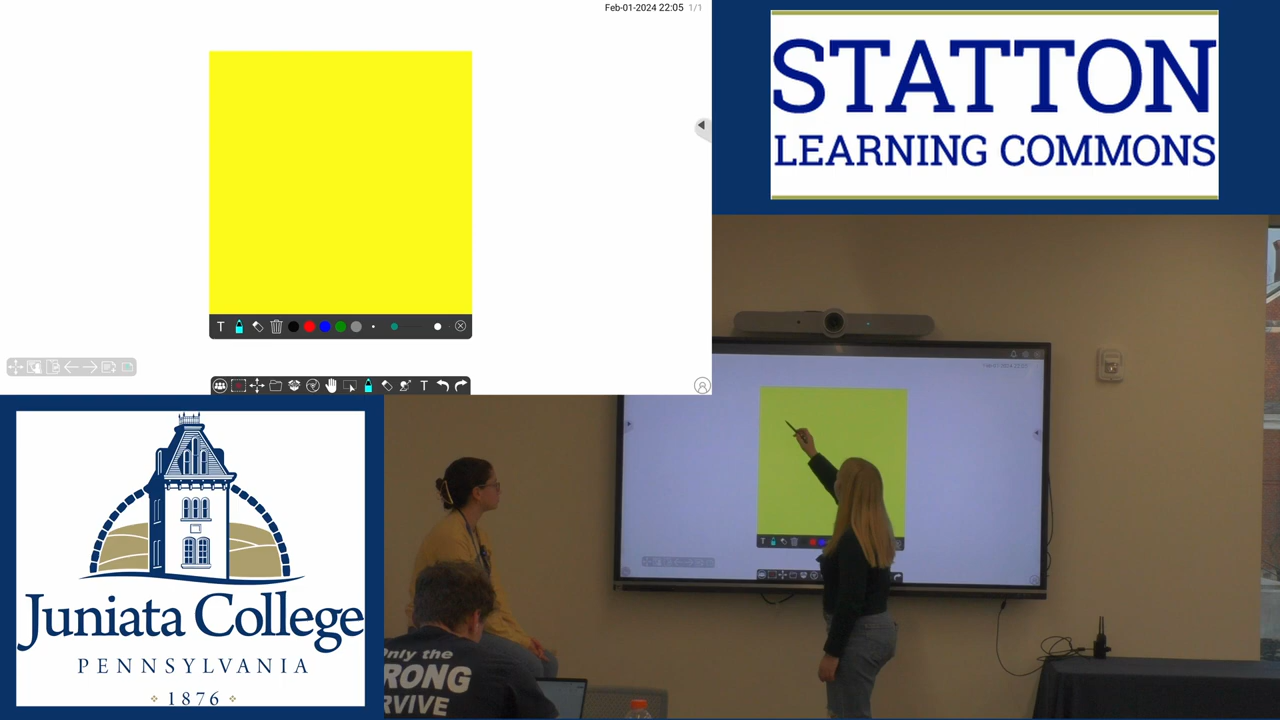 Feb-01-2024 22:05 1/1
STATTON
LEARNING COMMONS
T
T
Juniata College
PENNSYLVANIA
1876
Only the
RONG
RVIVE